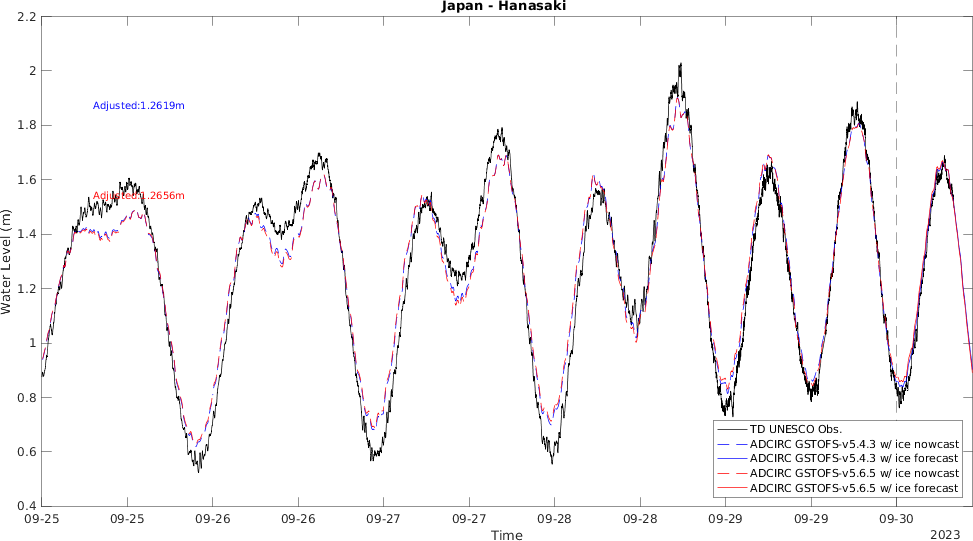 Japan - Hanasaki
2.2
2
1.8
1.6
1.4
1.2
1
0.8
0.6
0.4
Water Level (m)
Adjusted:1.2619m
Adjusted:1.2656m
TD UNESCO Obs.
ADCIRC GSTOFS-v5.4.3 w/ ice nowcast
ADCIRC GSTOFS-v5.4.3 w/ ice forecast
ADCIRC GSTOFS-v5.6.5 w/ ice nowcast
ADCIRC GSTOFS-v5.6.5 w/ ice forecast
09-25 09-25 09-26 09-26 09-27 09-27 09-28 09-28 09-29 09-29 09-30
Time
2023